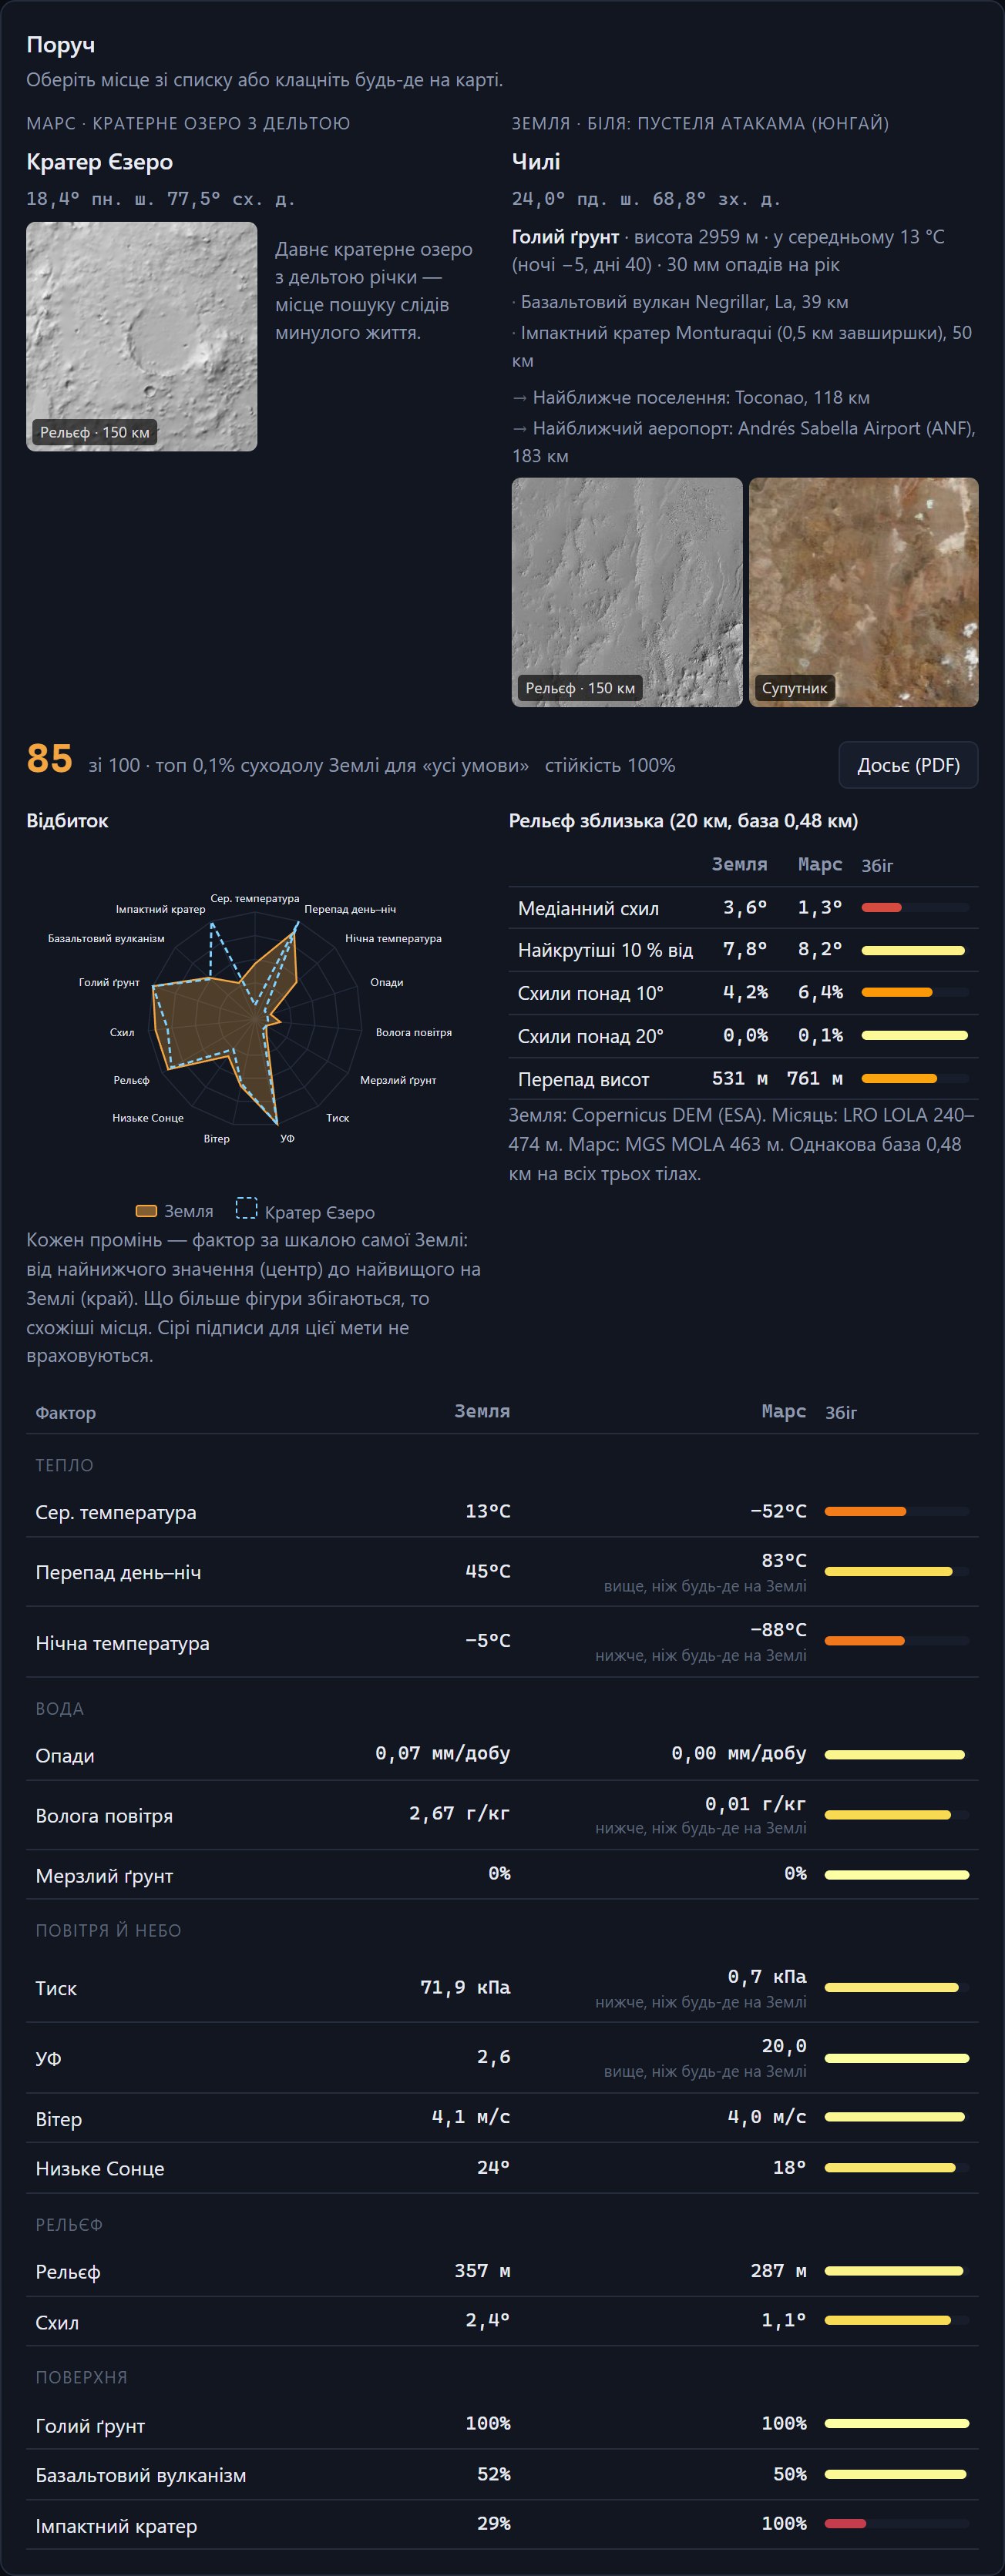 Поруч
Оберіть місце зі списку або клацніть будь-де на карті.
МАРС · КРАТЕРНЕ ОЗЕРО З ДЕЛЬТОЮ
Кратер Єзеро
18,4° пн. ш. 77,5° сх. д.
Давнє кратерне озеро
з дельтою річки —
місце пошуку слідів
минулого життя.
Рельєф · 150 км
ЗЕМЛЯ · БІЛЯ: ПУСТЕЛЯ АТАКАМА (ЮНГАЙ)
Чилі
24,0° пд. ш. 68,8° зх. д.
Голий ґрунт · висота 2959 м · у середньому 13 °C
(ночі −5, дні 40) · 30 мм опадів на рік
· Базальтовий вулкан Negrillar, La, 39 км
· Імпактний кратер Monturaqui (0,5 км завширшки), 50
км
→ Найближче поселення: Toconao, 118 км
→ Найближчий аеропорт: Andrés Sabella Airport (ANF),
183 км
Рельєф · 150 км
Супутник
85 зі 100 · топ 0,1% суходолу Землі для «усі умови» стійкість 100%
Досьє (PDF)
Відбиток
Сер. температура
Перепад день–ніч
Нічна температура
Опади
Волога повітря
Мерзлий ґрунт
Тиск
УФ
Вітер
Низьке Сонце
Рельєф
Схил
Голий ґрунт
Базальтовий вулканізм
Імпактний кратер
Земля Кратер Єзеро
Кожен промінь — фактор за шкалою самої Землі:
від найнижчого значення (центр) до найвищого на
Землі (край). Що більше фігури збігаються, то
схожіші місця. Сірі підписи для цієї мети не
враховуються.
Рельєф зблизька (20 км, база 0,48 км)
Земля Марс Збіг
Медіанний схил 3,6° 1,3°
Найкрутіші 10 % від 7,8° 8,2°
Схили понад 10° 4,2% 6,4%
Схили понад 20° 0,0% 0,1%
Перепад висот 531 м 761 м
Земля: Copernicus DEM (ESA). Місяць: LRO LOLA 240–
474 м. Марс: MGS MOLA 463 м. Однакова база 0,48
км на всіх трьох тілах.
Фактор Земля Марс Збіг
ТЕПЛО
Сер. температура 13°C −52°C
Перепад день–ніч 45°C 83°C
вище, ніж будь-де на Землі
Нічна температура −5°C −88°C
нижче, ніж будь-де на Землі
ВОДА
Опади 0,07 мм/добу 0,00 мм/добу
Волога повітря 2,67 г/кг 0,01 г/кг
нижче, ніж будь-де на Землі
Мерзлий ґрунт 0% 0%
ПОВІТРЯ Й НЕБО
Тиск 71,9 кПа 0,7 кПа
нижче, ніж будь-де на Землі
УФ 2,6 20,0
вище, ніж будь-де на Землі
Вітер 4,1 м/с 4,0 м/с
Низьке Сонце 24° 18°
РЕЛЬЄФ
Рельєф 357 м 287 м
Схил 2,4° 1,1°
ПОВЕРХНЯ
Голий ґрунт 100% 100%
Базальтовий вулканізм 52% 50%
Імпактний кратер 29% 100%